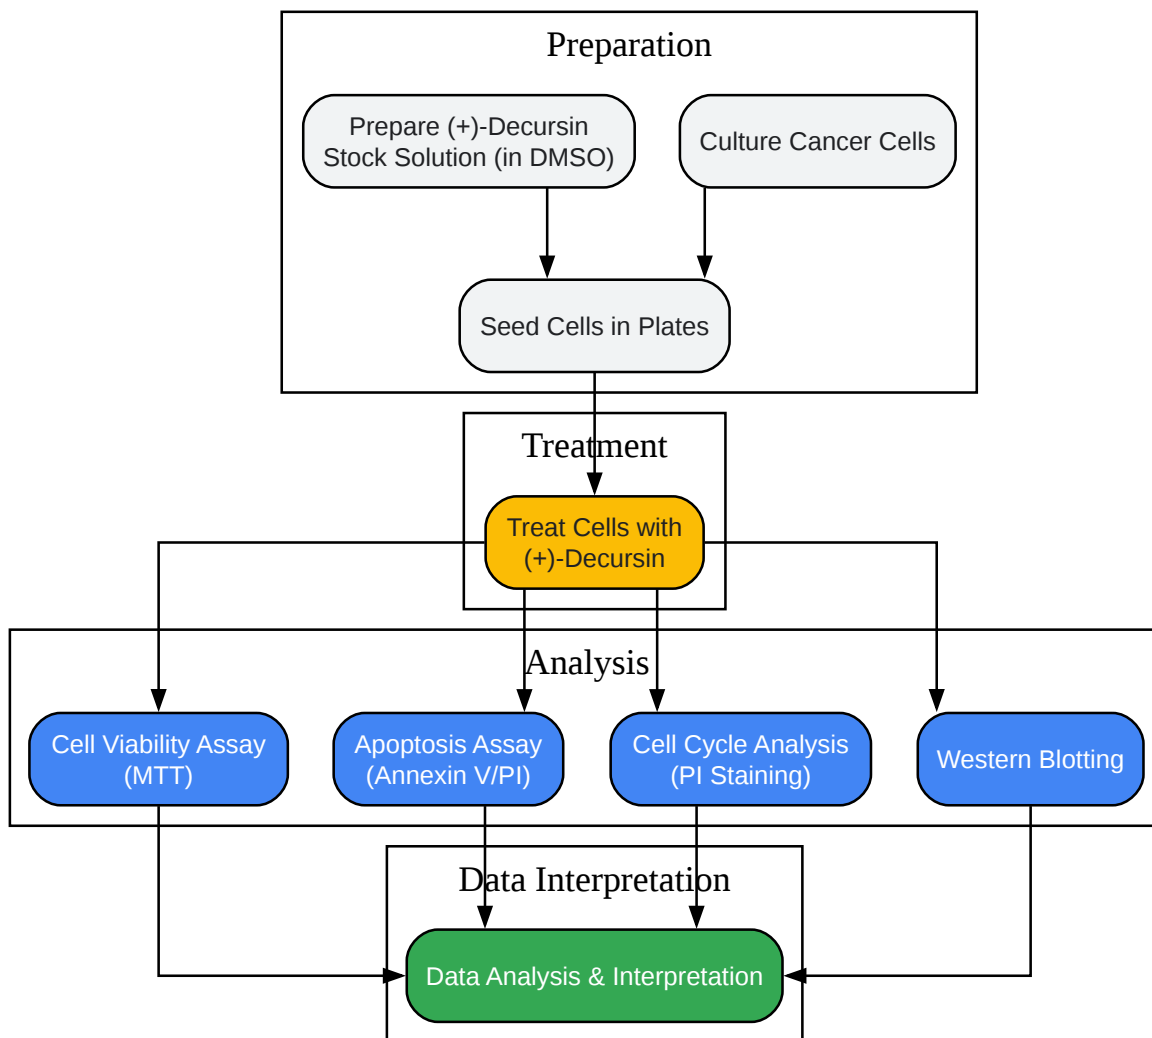 Preparation
Prepare (+)-Decursin
Stock Solution (in DMSO)
Culture Cancer Cells
Seed Cells in Plates
Treatment
Treat Cells with
(+)-Decursin
Analysis
Cell Viability Assay
(MTT)
Apoptosis Assay
(Annexin V/PI)
Cell Cycle Analysis
(PI Staining)
Western Blotting
Data Interpretation
Data Analysis & Interpretation